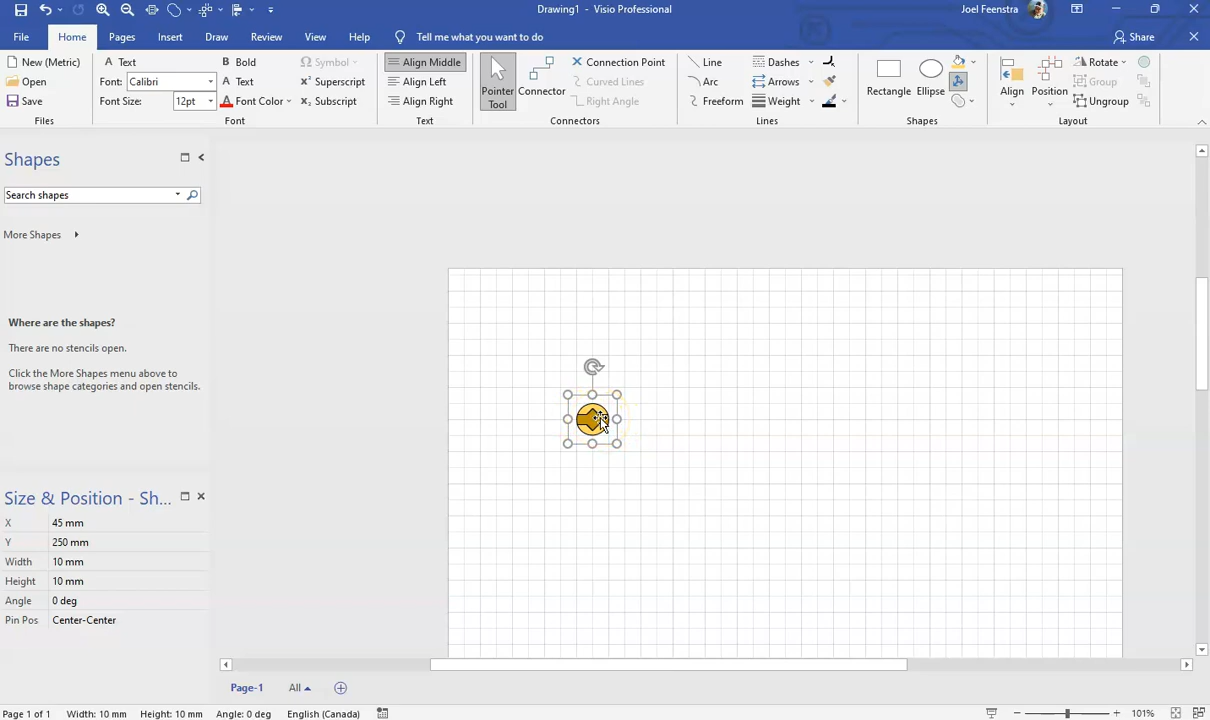 Drawing1 - Visio Professional
Joel Feenstra
File Home Pages Insert Draw Review View Help Tell me what you want to do Share
New (Metric)
Open
Save
Files
Text Bold Symbol
Font: Calibri Text Superscript
Font Size: 12pt Font Color Subscript
Font
Align Middle
Align Left
Align Right
Text
Pointer Tool
Connector
Connection Point
Curved Lines
Right Angle
Connectors
Line Dashes
Arc Arrows
Freeform Weight
Lines
Rectangle Ellipse
Shapes
Align Position
Rotate
Group
Ungroup
Layout
Shapes
Search shapes
More Shapes
Where are the shapes?
There are no stencils open.
Click the More Shapes menu above to
browse shape categories and open stencils.
Size & Position - Sh...
X 45 mm
Y 250 mm
Width 10 mm
Height 10 mm
Angle 0 deg
Pin Pos Center-Center
Page-1 All
Page 1 of 1 Width: 10 mm Height: 10 mm Angle: 0 deg English (Canada) 101%